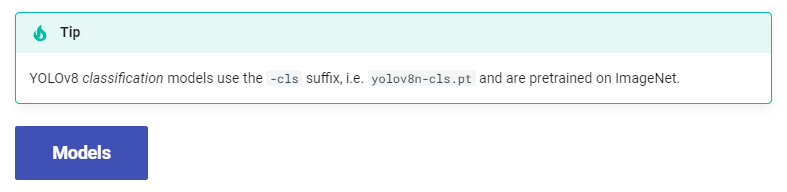 Tip
YOLOv8 classification models use the -cls suffix, i.e. yolov8n-cls.pt and are pretrained on ImageNet.
Models